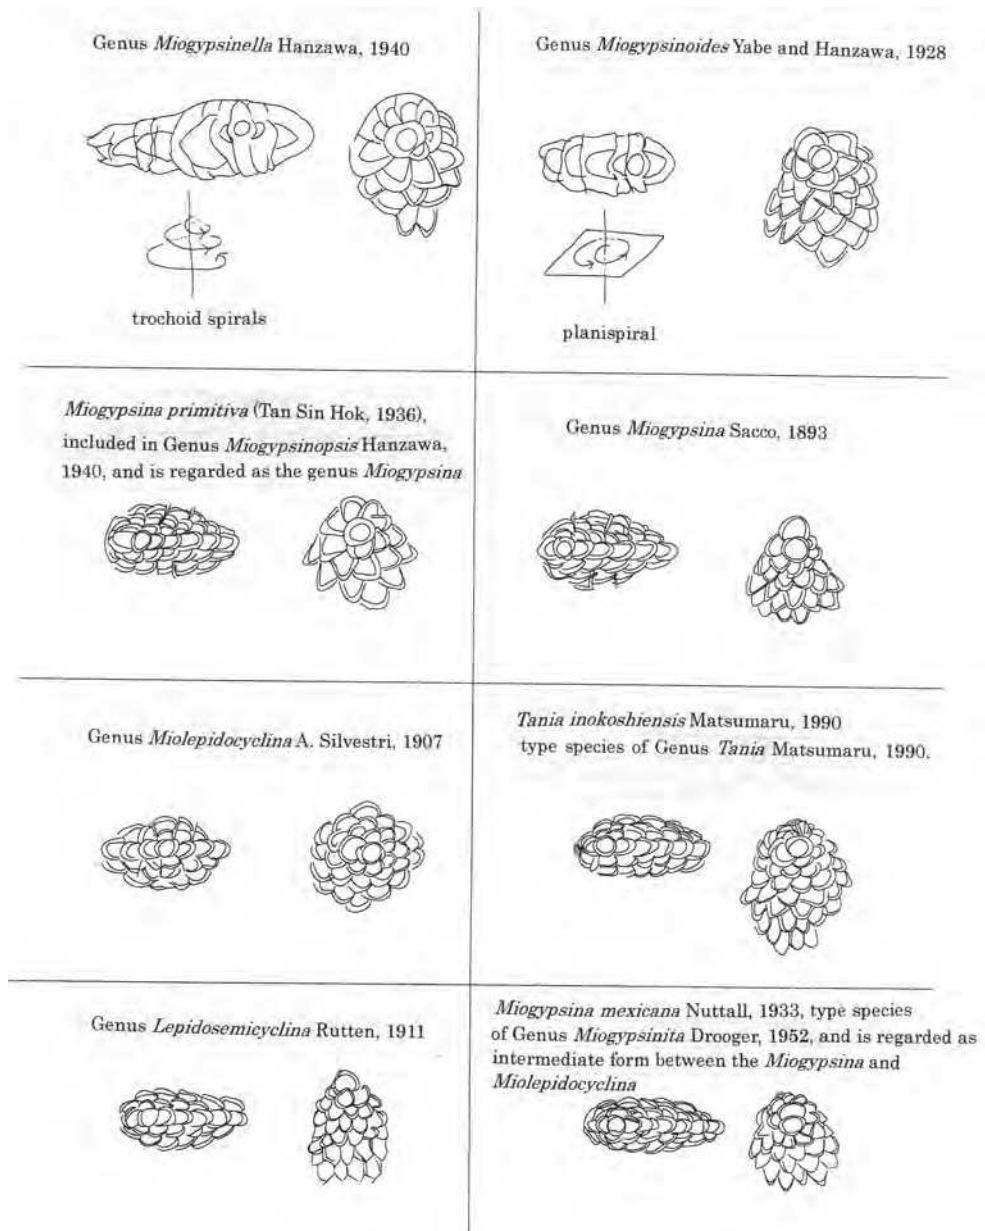 Genus Miogypsinella Hanzawa, 1940
trochoid spirals
Genus Miogypsinoides Yabe and Hanzawa, 1928
planispiral
Miogypsina primitiva (Tan Sin Hok, 1936),
included in Genus Miogypsinopsis Hanzawa,
1940, and is regarded as the genus Miogypsina
Genus Miogypsina Sacco, 1893
Genus Miolepidocyclina A. Silvestri, 1907
Tania inokoshiensis Matsumaru, 1990
type species of Genus Tania Matsumaru, 1990.
Genus Lepidosemicyclina Rutten, 1911
Miogypsina mexicana Nuttall, 1933, type species
of Genus Miogypsinita Drooger, 1952, and is regarded as
intermediate form between the Miogypsina and
Miolepidocyclina